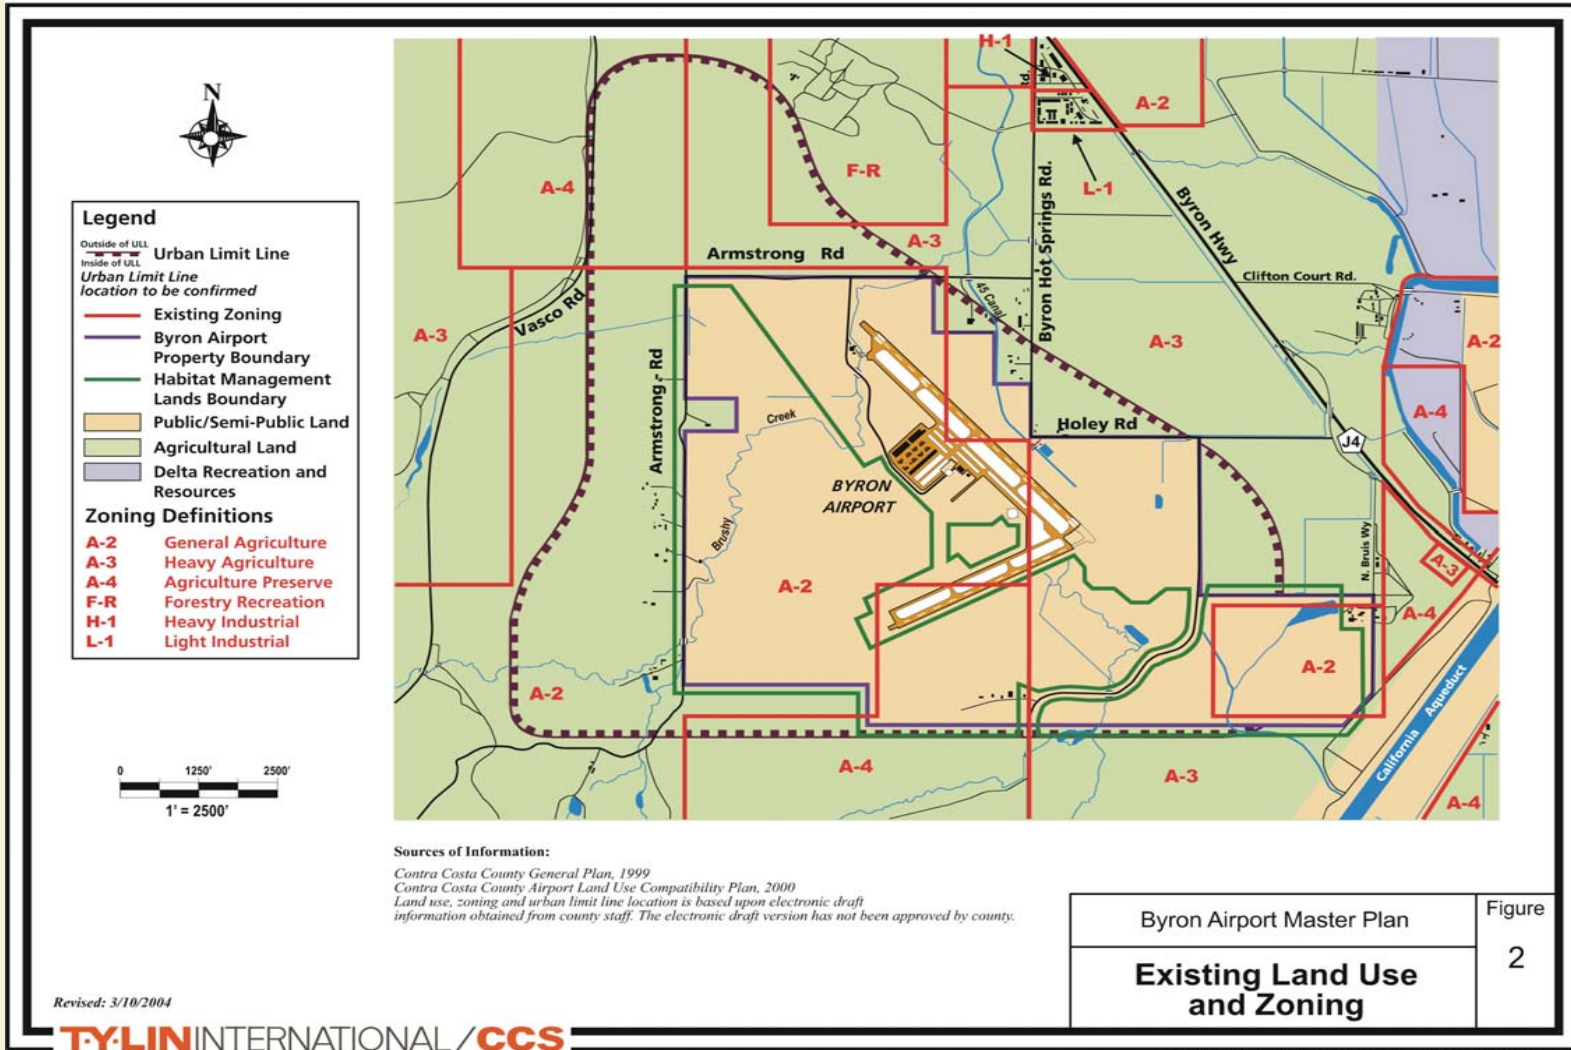 N
Legend
Outside of ULL
Urban Limit Line
Inside of ULL
Urban Limit Line
location to be confirmed
Existing Zoning
Byron Airport
Property Boundary
Habitat Management
Lands Boundary
Public/Semi-Public Land
Agricultural Land
Delta Recreation and
Resources
Zoning Definitions
A-2 General Agriculture
A-3 Heavy Agriculture
A-4 Agriculture Preserve
F-R Forestry Recreation
H-1 Heavy Industrial
L-1 Light Industrial
0 1250' 2500'
1' = 2500'
H-1
Rd.
A-2
A-4
F-R
L-1
Byron Hot Springs Rd.
Byron Hwy
A-3
Armstrong Rd
Clifton Court Rd.
45 Canal
Vasco Rd
A-3
A-3
A-2
Armstrong Rd
Creek
A-4
Holey Rd
J4
BYRON
AIRPORT
Brushy
N. Bruis Wy
A-3
A-2
A-4
A-2
A-2
California Aqueduct
A-4
A-3
A-4
Sources of Information:
Contra Costa County General Plan, 1999
Contra Costa County Airport Land Use Compatibility Plan, 2000
Land use, zoning and urban limit line location is based upon electronic draft
information obtained from county staff. The electronic draft version has not been approved by county.
Byron Airport Master Plan
Figure
2
Existing Land Use
and Zoning
Revised: 3/10/2004
T·Y·LIN INTERNATIONAL/CCS